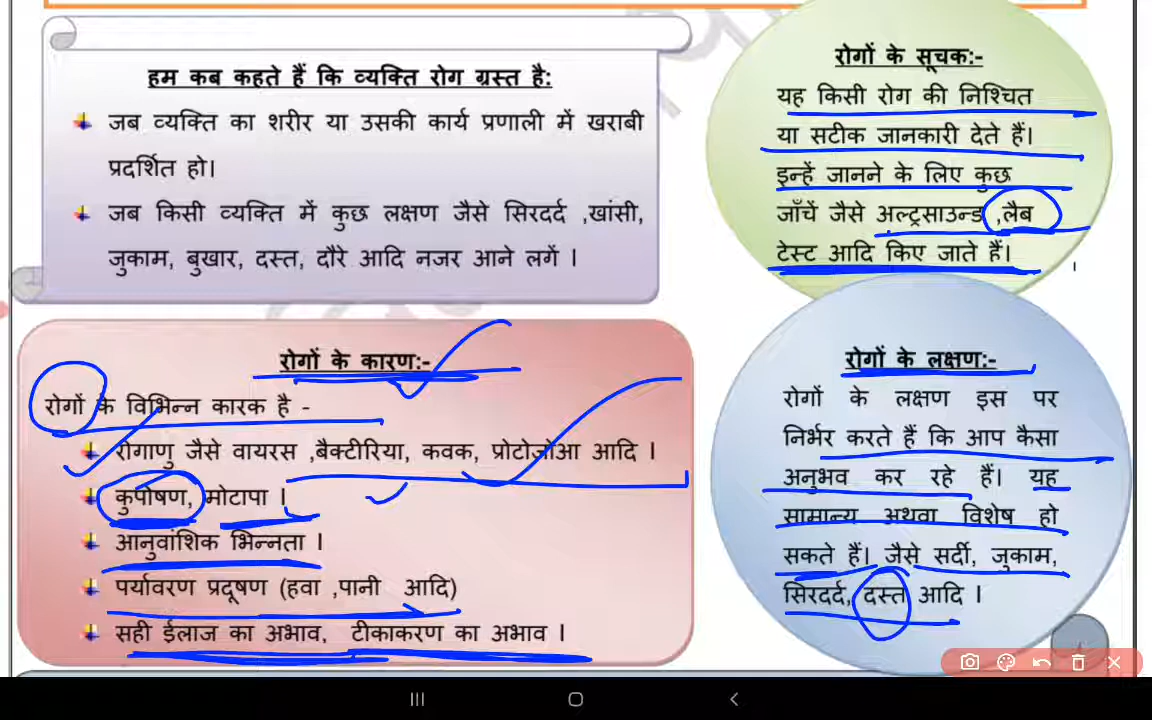 हम कब कहते हैं कि व्यक्ति रोग ग्रस्त है:
जब व्यक्ति का शरीर या उसकी कार्य प्रणाली में खराबी
प्रदर्शित हो।
जब किसी व्यक्ति में कुछ लक्षण जैसे सिरदर्द ,खांसी,
जुकाम, बुखार, दस्त, दौरे आदि नजर आने लगें ।
रोगों के सूचक:-
यह किसी रोग की निश्चित
या सटीक जानकारी देते हैं।
इन्हें जानने के लिए कुछ
जाँचें जैसे अल्ट्रसाउन्ड ,लैब
टेस्ट आदि किए जाते हैं।
रोगों के कारण:-
रोगों के विभिन्न कारक है -
रोगाणु जैसे वायरस ,बैक्टीरिया, कवक, प्रोटोजोआ आदि ।
कुपोषण, मोटापा ।
आनुवांशिक भिन्नता ।
पर्यावरण प्रदूषण (हवा ,पानी आदि)
सही ईलाज का अभाव, टीकाकरण का अभाव ।
रोगों के लक्षण:-
रोगों के लक्षण इस पर
निर्भर करते हैं कि आप कैसा
अनुभव कर रहे हैं। यह
सामान्य अथवा विशेष हो
सकते हैं। जैसे सर्दी, जुकाम,
सिरदर्द, दस्त आदि ।